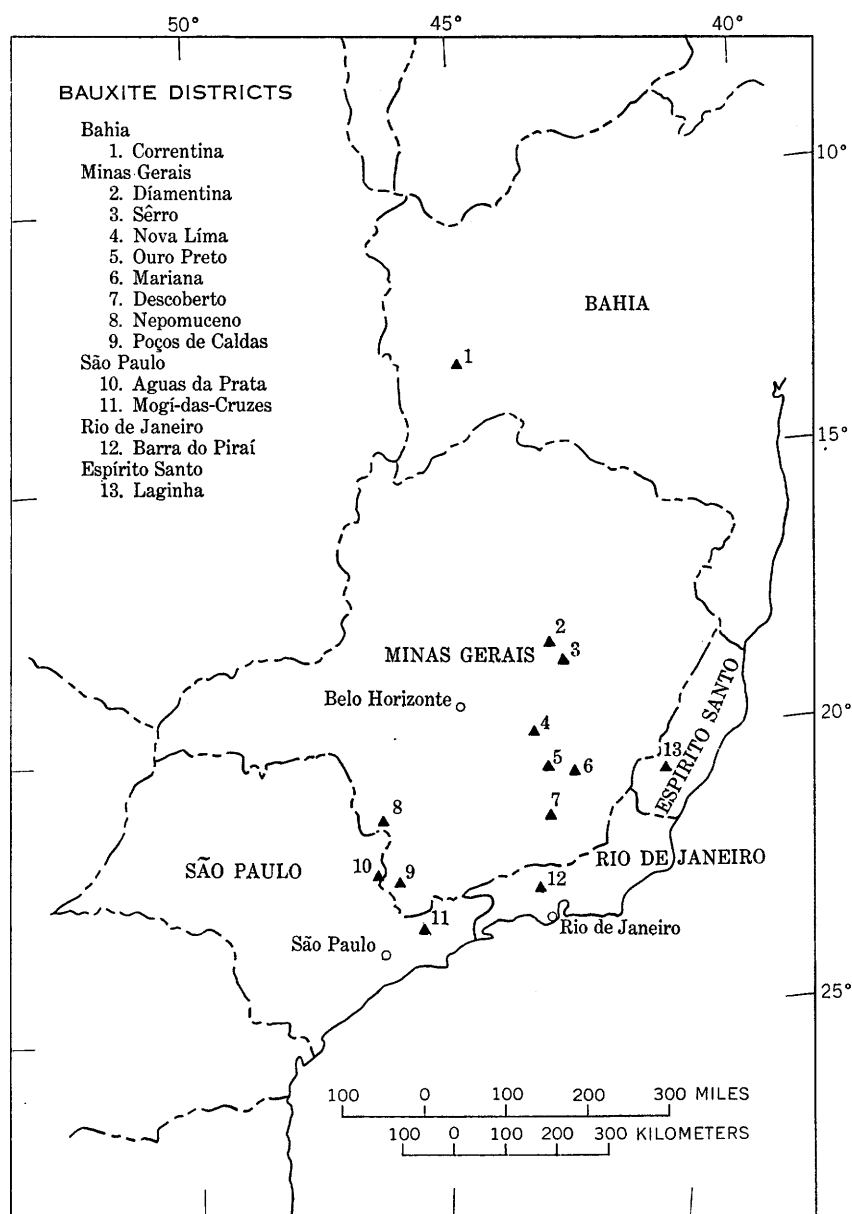 50° 45° 40°
BAUXITE DISTRICTS
Bahia
1. Correntina
Minas Gerais
2. Díamentina
3. Sêrro
4. Nova Líma
5. Ouro Preto
6. Mariana
7. Descoberto
8. Nepomuceno
9. Poços de Caldas
São Paulo
10. Aguas da Prata
11. Mogí-das-Cruzes
Rio de Janeiro
12. Barra do Piraí
Espírito Santo
13. Laginha
10°
BAHIA
1
15°
2
MINAS GERAIS
3
Belo Horizonte
ESPIRITO SANTO
20°
4
13
5
6
7
8
RIO DE JANEIRO
SÃO PAULO
10
9
12
11
Rio de Janeiro
São Paulo
25°
100 0 100 200 300 MILES
100 0 100 200 300 KILOMETERS